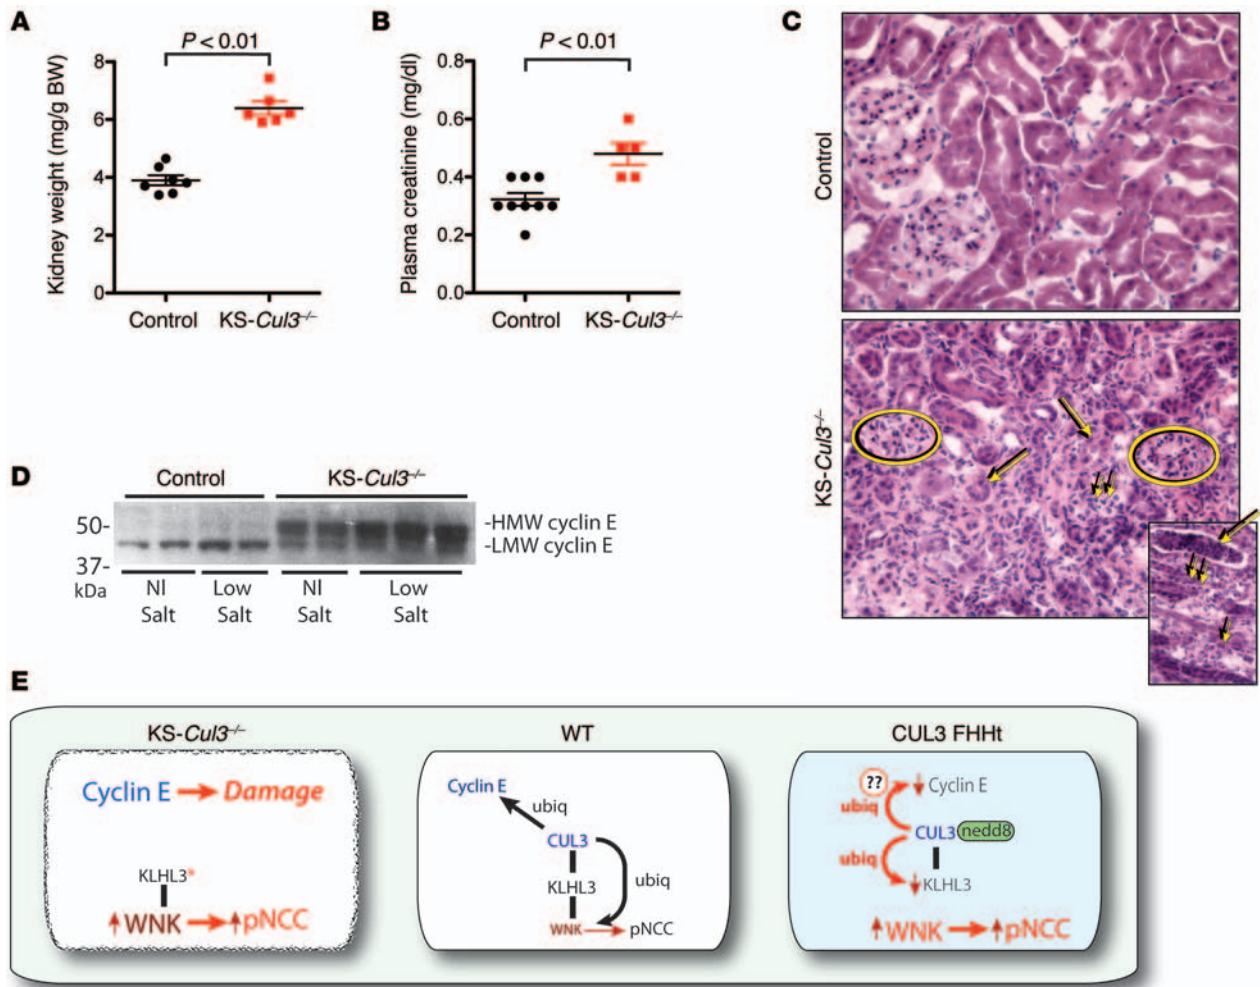 A
P < 0.01
Kidney weight (mg/g BW)
8
6
4
2
0
Control
KS-Cul3–/–
B
P < 0.01
Plasma creatinine (mg/dl)
0.8
0.6
0.4
0.2
0.0
Control
KS-Cul3–/–
C
Control
KS-Cul3–/–
D
Control
KS-Cul3–/–
50-
37-
kDa
-HMW cyclin E
-LMW cyclin E
Nl Salt
Low Salt
Nl Salt
Low Salt
E
KS-Cul3–/–
Cyclin E
Damage
KLHL3*
WNK
pNCC
WT
Cyclin E
ubiq
CUL3
KLHL3
ubiq
WNK
pNCC
CUL3 FHHt
??
Cyclin E
ubiq
CUL3
nedd8
ubiq
KLHL3
WNK
pNCC